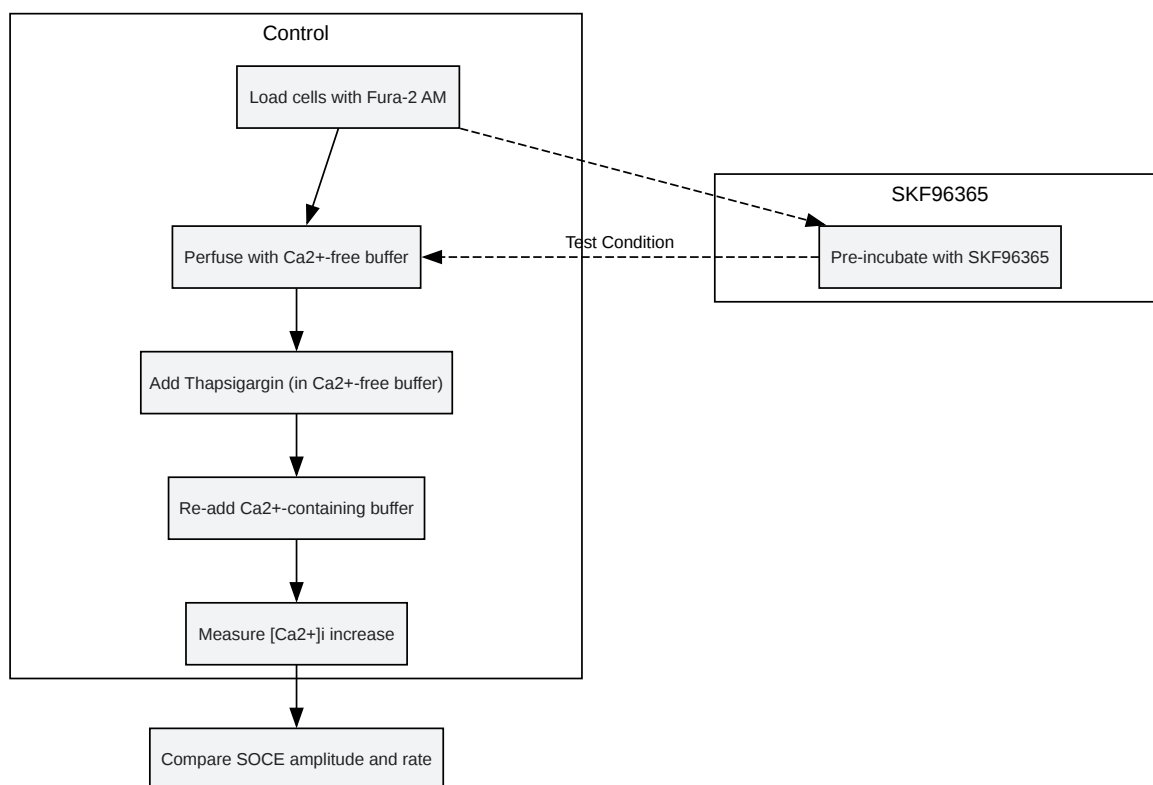 Control
Load cells with Fura-2 AM
SKF96365
Perfuse with Ca2+-free buffer
Test Condition
Pre-incubate with SKF96365
Add Thapsigargin (in Ca2+-free buffer)
Re-add Ca2+-containing buffer
Measure [Ca2+]i increase
Compare SOCE amplitude and rate